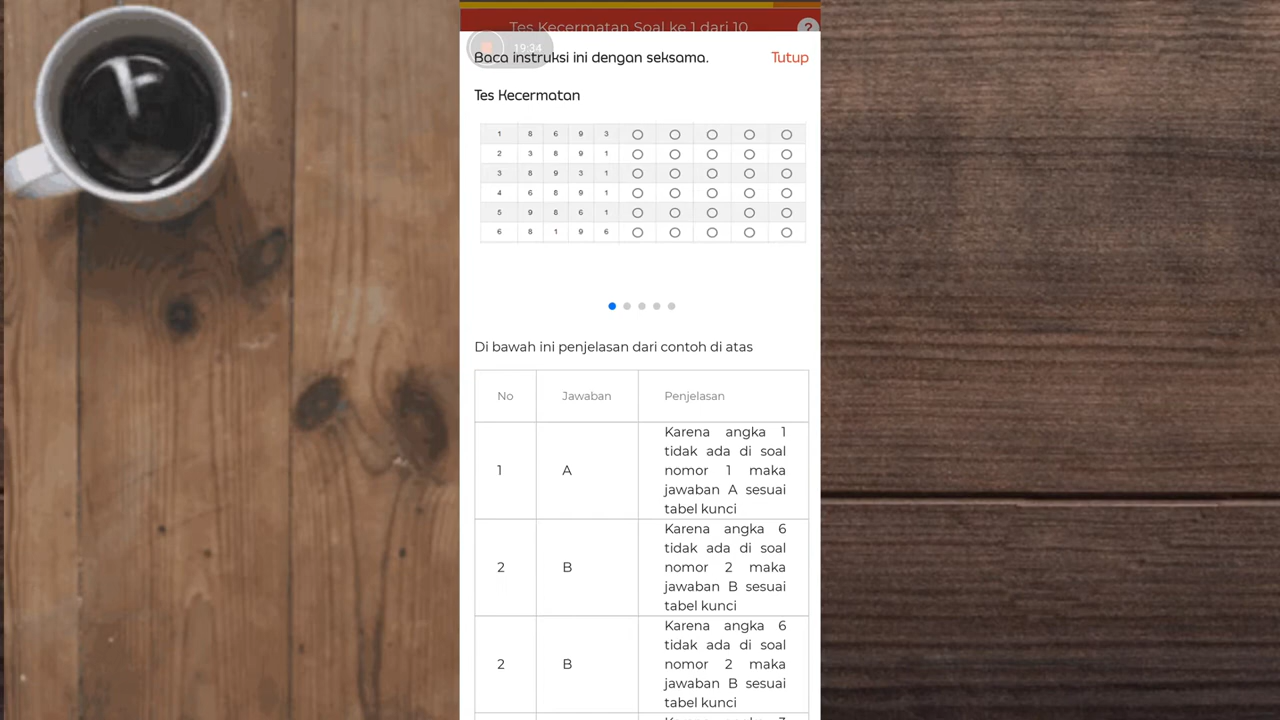 Tes Kecermatan Soal ke 1 dari 10
?
19:34
Baca instruksi ini dengan seksama.
Tutup
Tes Kecermatan
1 8 6 9 3
2 3 8 9 1
3 8 9 3 1
4 6 8 9 1
5 9 8 6 1
6 8 1 9 6
Di bawah ini penjelasan dari contoh di atas
No Jawaban Penjelasan
1 A
Karena angka 1
tidak ada di soal
nomor 1 maka
jawaban A sesuai
tabel kunci
2 B
Karena angka 6
tidak ada di soal
nomor 2 maka
jawaban B sesuai
tabel kunci
2 B
Karena angka 6
tidak ada di soal
nomor 2 maka
jawaban B sesuai
tabel kunci